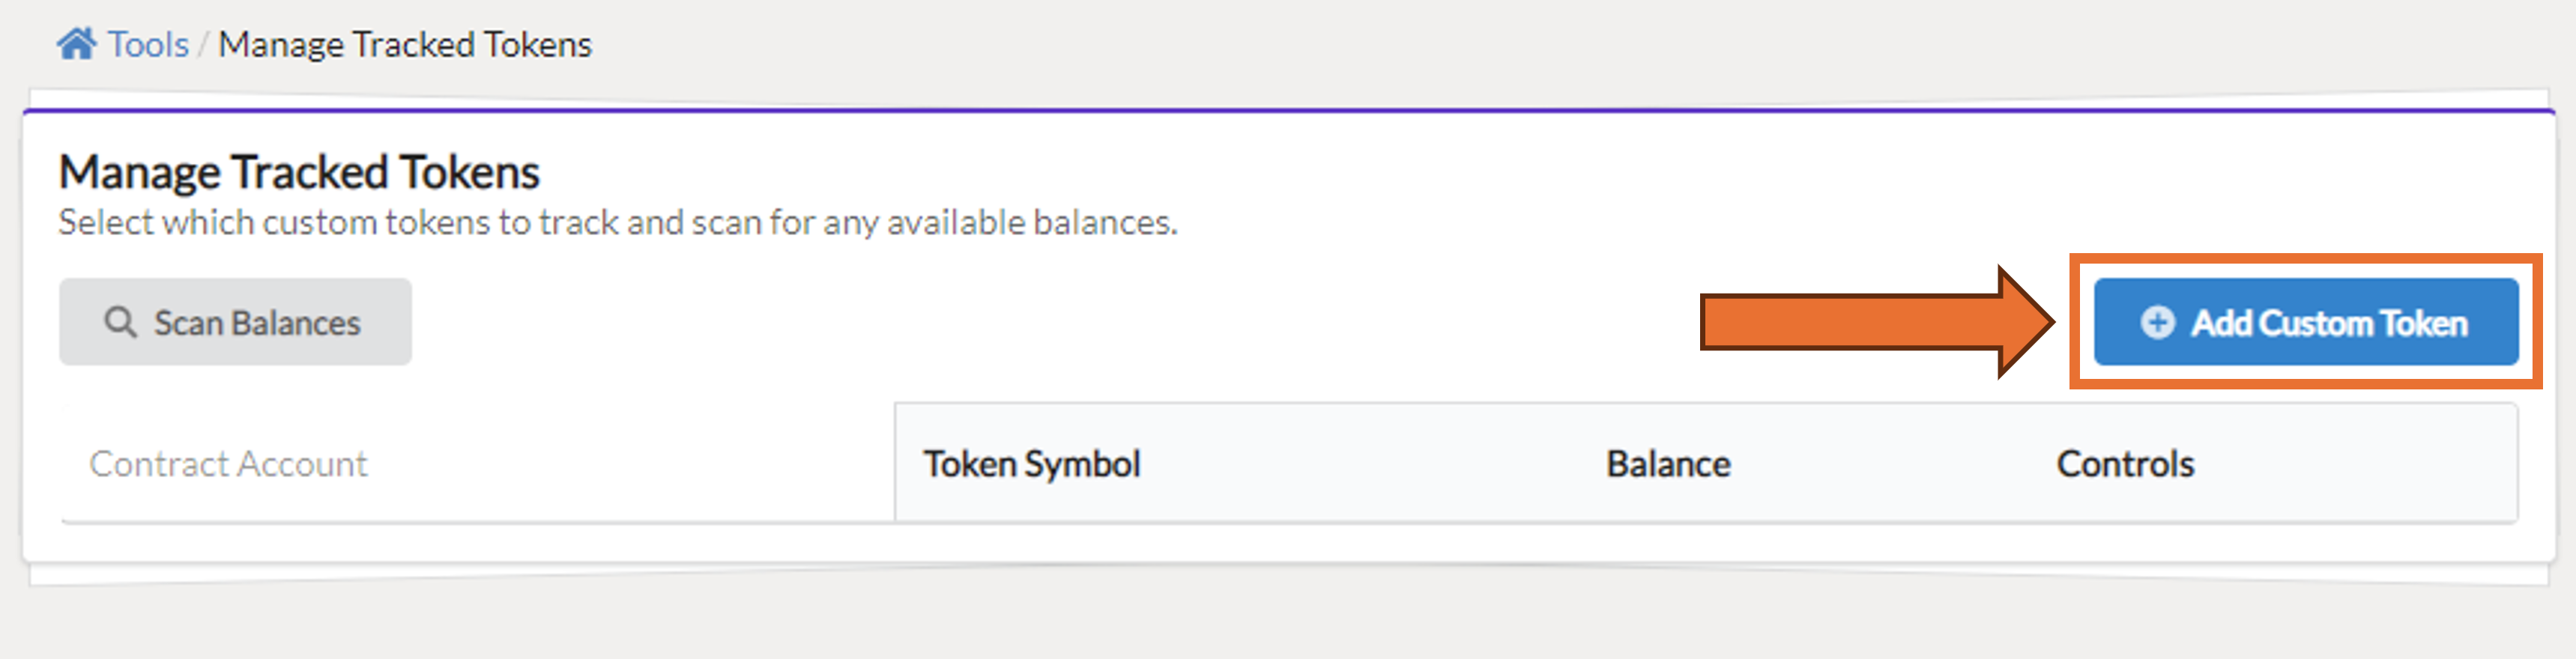 Tools / Manage Tracked Tokens
Manage Tracked Tokens
Select which custom tokens to track and scan for any available balances.
Scan Balances
Add Custom Token
Contract Account Token Symbol Balance Controls